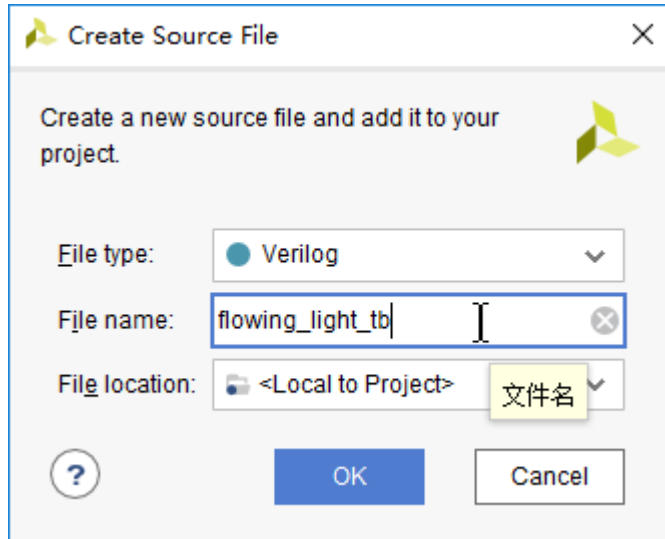 Create Source File
Create a new source file and add it to your
project.
File type: Verilog
File name: flowing_light_tb
File location: <Local to Project>
文件名
? OK Cancel